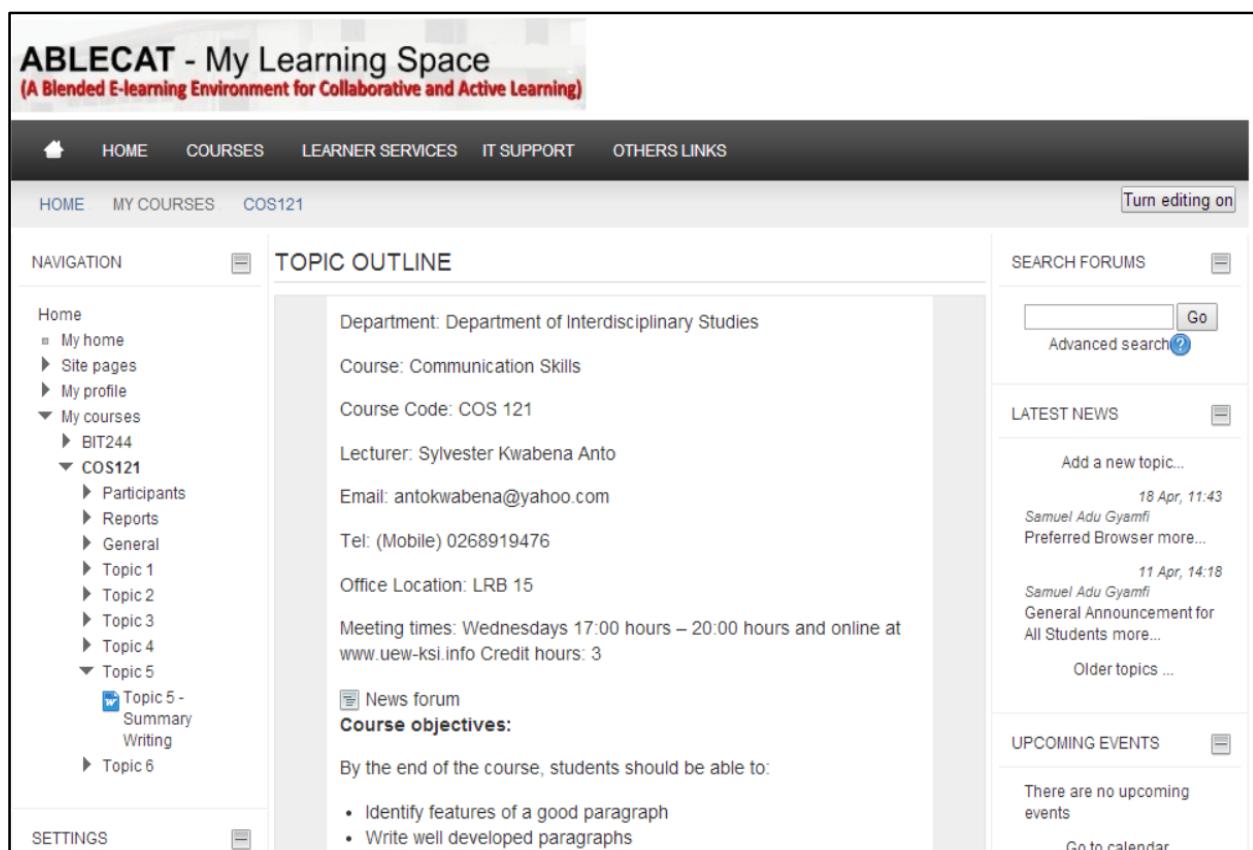 ABLECAT - My Learning Space
(A Blended E-learning Environment for Collaborative and Active Learning)
HOME COURSES LEARNER SERVICES IT SUPPORT OTHERS LINKS
HOME MY COURSES COS121
Turn editing on
NAVIGATION
Home
My home
Site pages
My profile
My courses
BIT244
COS121
Participants
Reports
General
Topic 1
Topic 2
Topic 3
Topic 4
Topic 5
Topic 5 -
Summary
Writing
Topic 6
SETTINGS
TOPIC OUTLINE
Department: Department of Interdisciplinary Studies
Course: Communication Skills
Course Code: COS 121
Lecturer: Sylvester Kwabena Anto
Email: antokwabena@yahoo.com
Tel: (Mobile) 0268919476
Office Location: LRB 15
Meeting times: Wednesdays 17:00 hours – 20:00 hours and online at
www.uew-ksi.info Credit hours: 3
News forum
Course objectives:
By the end of the course, students should be able to:
• Identify features of a good paragraph
• Write well developed paragraphs
SEARCH FORUMS
Go
Advanced search
LATEST NEWS
Add a new topic...
18 Apr, 11:43
Samuel Adu Gyamfi
Preferred Browser more...
11 Apr, 14:18
Samuel Adu Gyamfi
General Announcement for
All Students more...
Older topics ...
UPCOMING EVENTS
There are no upcoming
events
Go to calendar